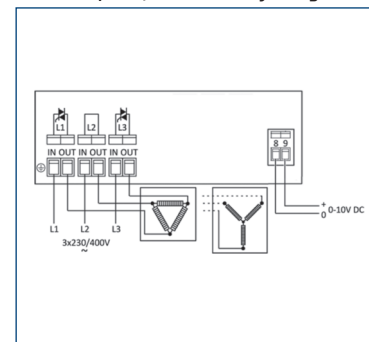 L1 L2 L3
IN OUT IN OUT IN OUT
8 9
L1 L2 L3
3x230/400V
~
+
0
0-10V DC